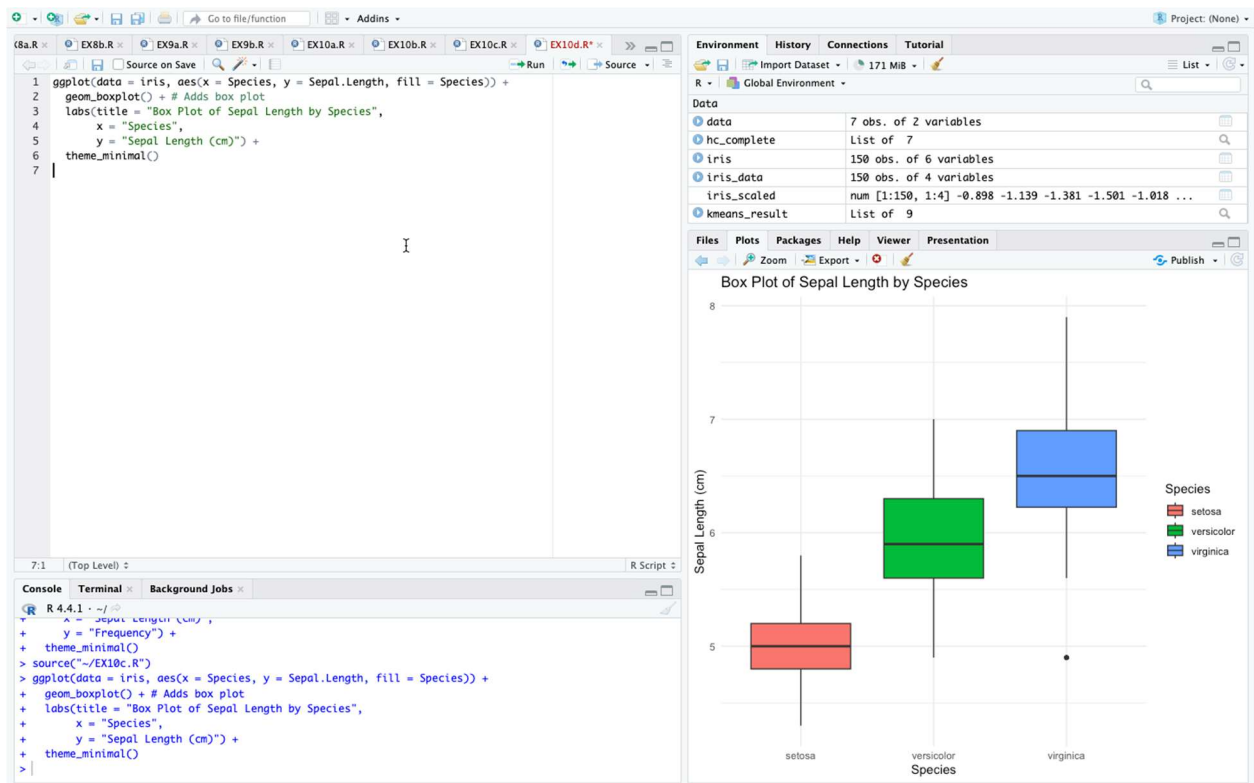 Go to file/function Addins Project: (None)
(8a.R EX8b.R EX9a.R EX9b.R EX10a.R EX10b.R EX10c.R EX10d.R*
Source on Save Run Source
1 ggplot(data = iris, aes(x = Species, y = Sepal.Length, fill = Species)) +
2   geom_boxplot() + # Adds box plot
3   labs(title = "Box Plot of Sepal Length by Species",
4        x = "Species",
5        y = "Sepal Length (cm)") +
6   theme_minimal()
7
7:1 (Top Level) R Script
Console Terminal Background Jobs
R 4.4.1 · ~/
+        x = "Sepal Length (cm)",
+      y = "Frequency") +
+   theme_minimal()
> source("~/EX10c.R")
> ggplot(data = iris, aes(x = Species, y = Sepal.Length, fill = Species)) +
+   geom_boxplot() + # Adds box plot
+   labs(title = "Box Plot of Sepal Length by Species",
+        x = "Species",
+        y = "Sepal Length (cm)") +
+   theme_minimal()
>
Environment History Connections Tutorial
Import Dataset 171 MiB List
R Global Environment
Data
data 7 obs. of 2 variables
hc_complete List of 7
iris 150 obs. of 6 variables
iris_data 150 obs. of 4 variables
iris_scaled num [1:150, 1:4] -0.898 -1.139 -1.381 -1.501 -1.018 ...
kmeans_result List of 9
Files Plots Packages Help Viewer Presentation
Zoom Export Publish
Box Plot of Sepal Length by Species
8
7
6
5
Sepal Length (cm)
setosa versicolor virginica
Species
Species
setosa
versicolor
virginica